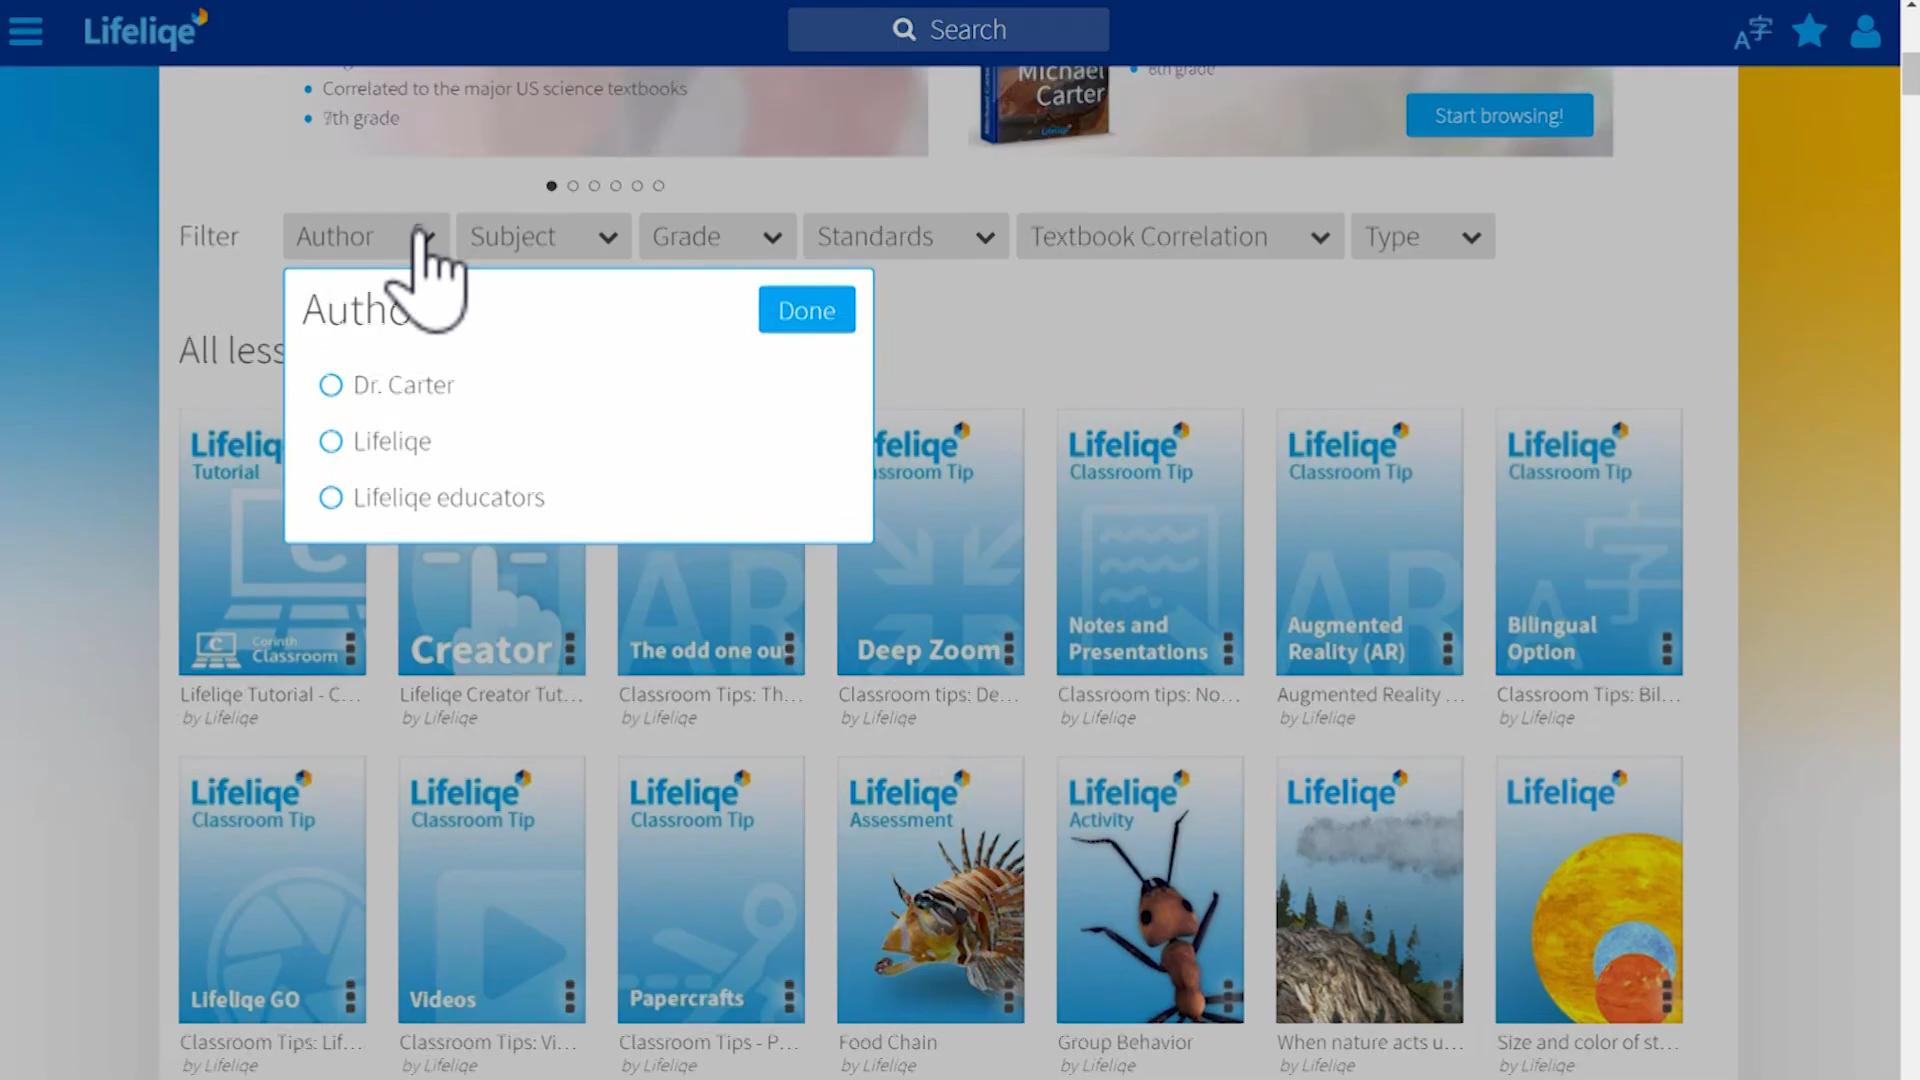 Lifeliqe
Search
Correlated to the major US science textbooks
7th grade
Michael
Carter
8th grade
Start browsing!
Filter
Author
Subject
Grade
Standards
Textbook Correlation
Type
Done
Dr. Carter
Lifeliqe
Lifeliqe educators
All less
Lifeliqe
Tutorial
Corinth
Classroom
Creator
The odd one out
Classroom Tip
Deep Zoom
Lifeliqe
Classroom Tip
Notes and
Presentations
Lifeliqe
Classroom Tip
Augmented
Reality (AR)
Lifeliqe
Classroom Tip
Bilingual
Option
Lifeliqe Tutorial - C...
by Lifeliqe
Lifeliqe Creator Tut...
by Lifeliqe
Classroom Tips: Th...
by Lifeliqe
Classroom tips: De...
by Lifeliqe
Classroom tips: No...
by Lifeliqe
Augmented Reality ...
by Lifeliqe
Classroom Tips: Bil...
by Lifeliqe
Lifeliqe
Classroom Tip
Lifeliqe GO
Lifeliqe
Classroom Tip
Videos
Lifeliqe
Classroom Tip
Papercrafts
Lifeliqe
Assessment
Lifeliqe
Activity
Lifeliqe
Lifeliqe
Classroom Tips: Lif...
by Lifeliqe
Classroom Tips: Vi...
by Lifeliqe
Classroom Tips - P...
by Lifeliqe
Food Chain
by Lifeliqe
Group Behavior
by Lifeliqe
When nature acts u...
by Lifeliqe
Size and color of st...
by Lifeliqe